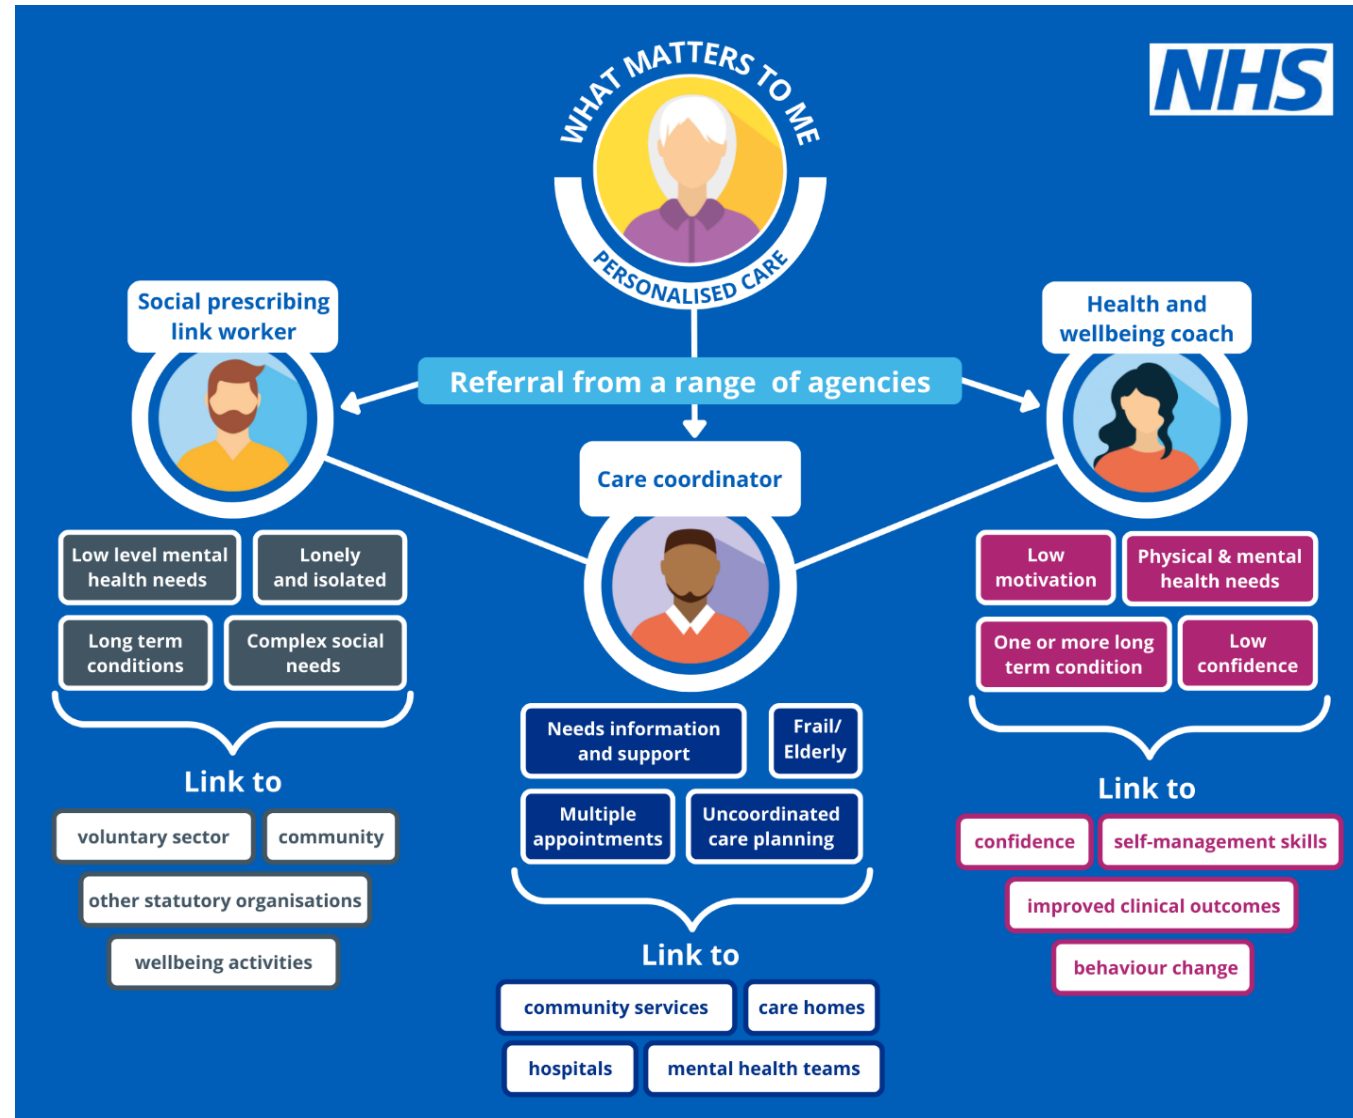 WHAT MATTERS TO ME
NHS
PERSONALISED CARE
Social prescribing
link worker
Health and
wellbeing coach
Referral from a range of agencies
Care coordinator
Low level mental
health needs
Lonely
and isolated
Long term
conditions
Complex social
needs
Link to
voluntary sector
community
other statutory organisations
wellbeing activities
Needs information
and support
Frail/
Elderly
Multiple
appointments
Uncoordinated
care planning
Link to
community services
care homes
hospitals
mental health teams
Low
motivation
Physical & mental
health needs
One or more long
term condition
Low
confidence
Link to
confidence
self-management skills
improved clinical outcomes
behaviour change